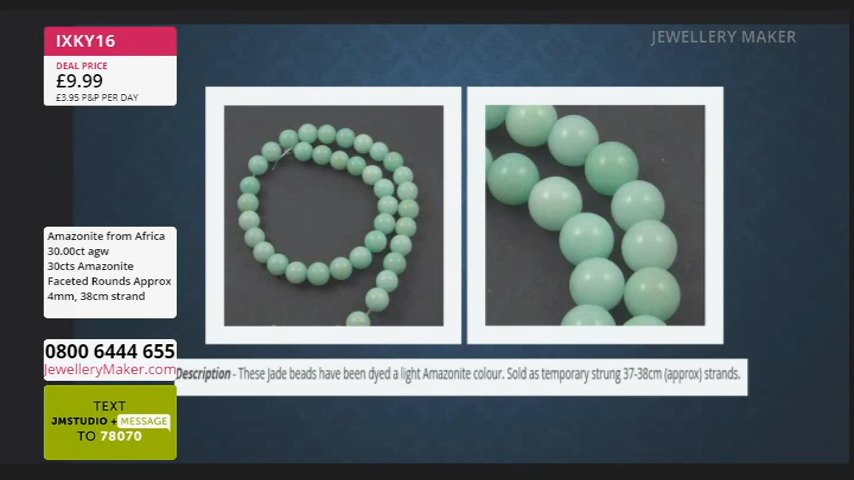 IXKY16
DEAL PRICE
£9.99
£3.95 P&P PER DAY
JEWELLERY MAKER
Amazonite from Africa
30.00ct agw
30cts Amazonite
Faceted Rounds Approx
4mm, 38cm strand
0800 6444 655
JewelleryMaker.com
Description - These Jade beads have been dyed a light Amazonite colour. Sold as temporary strung 37-38cm (approx) strands.
TEXT
JMSTUDIO + MESSAGE
TO 78070